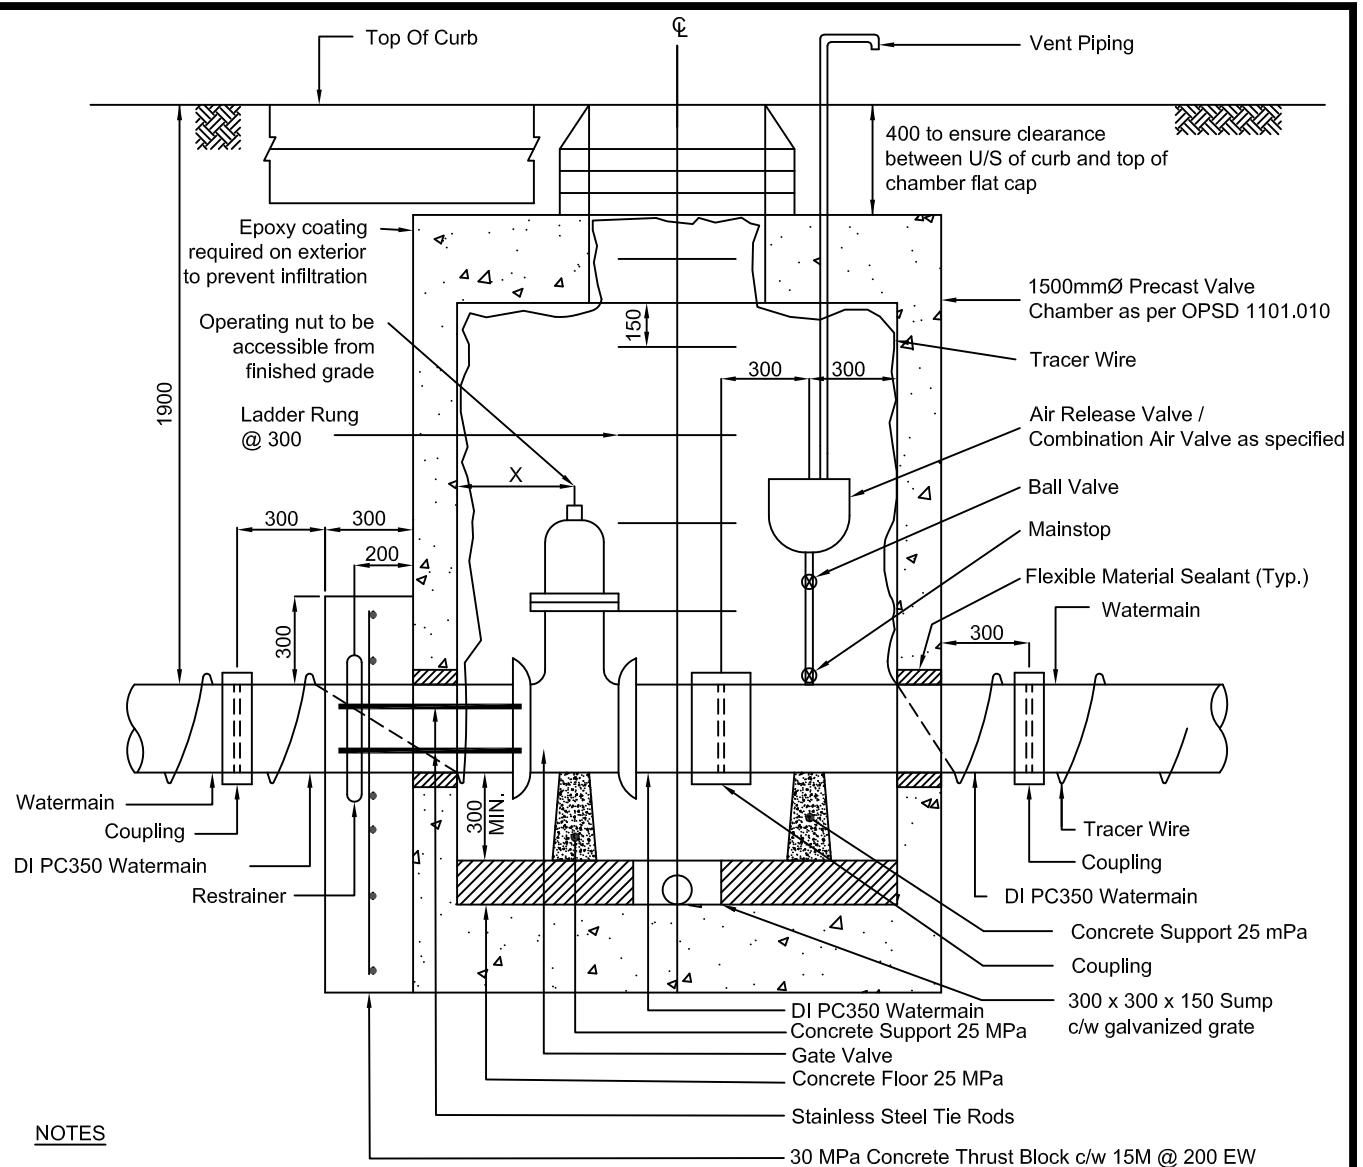 Top Of Curb
℄
Vent Piping
400 to ensure clearance
between U/S of curb and top of
chamber flat cap
Epoxy coating
required on exterior
to prevent infiltration
1500mmØ Precast Valve
Chamber as per OPSD 1101.010
Operating nut to be
accessible from
finished grade
150
Tracer Wire
300
300
1900
Ladder Rung
@ 300
Air Release Valve /
Combination Air Valve as specified
X
Ball Valve
300
300
Mainstop
200
Flexible Material Sealant (Typ.)
Watermain
300
300
Watermain
300
MIN.
Coupling
Tracer Wire
DI PC350 Watermain
Coupling
Restrainer
DI PC350 Watermain
Concrete Support 25 mPa
Coupling
300 x 300 x 150 Sump
c/w galvanized grate
DI PC350 Watermain
Concrete Support 25 MPa
Gate Valve
Concrete Floor 25 MPa
Stainless Steel Tie Rods
NOTES
30 MPa Concrete Thrust Block c/w 15M @ 200 EW